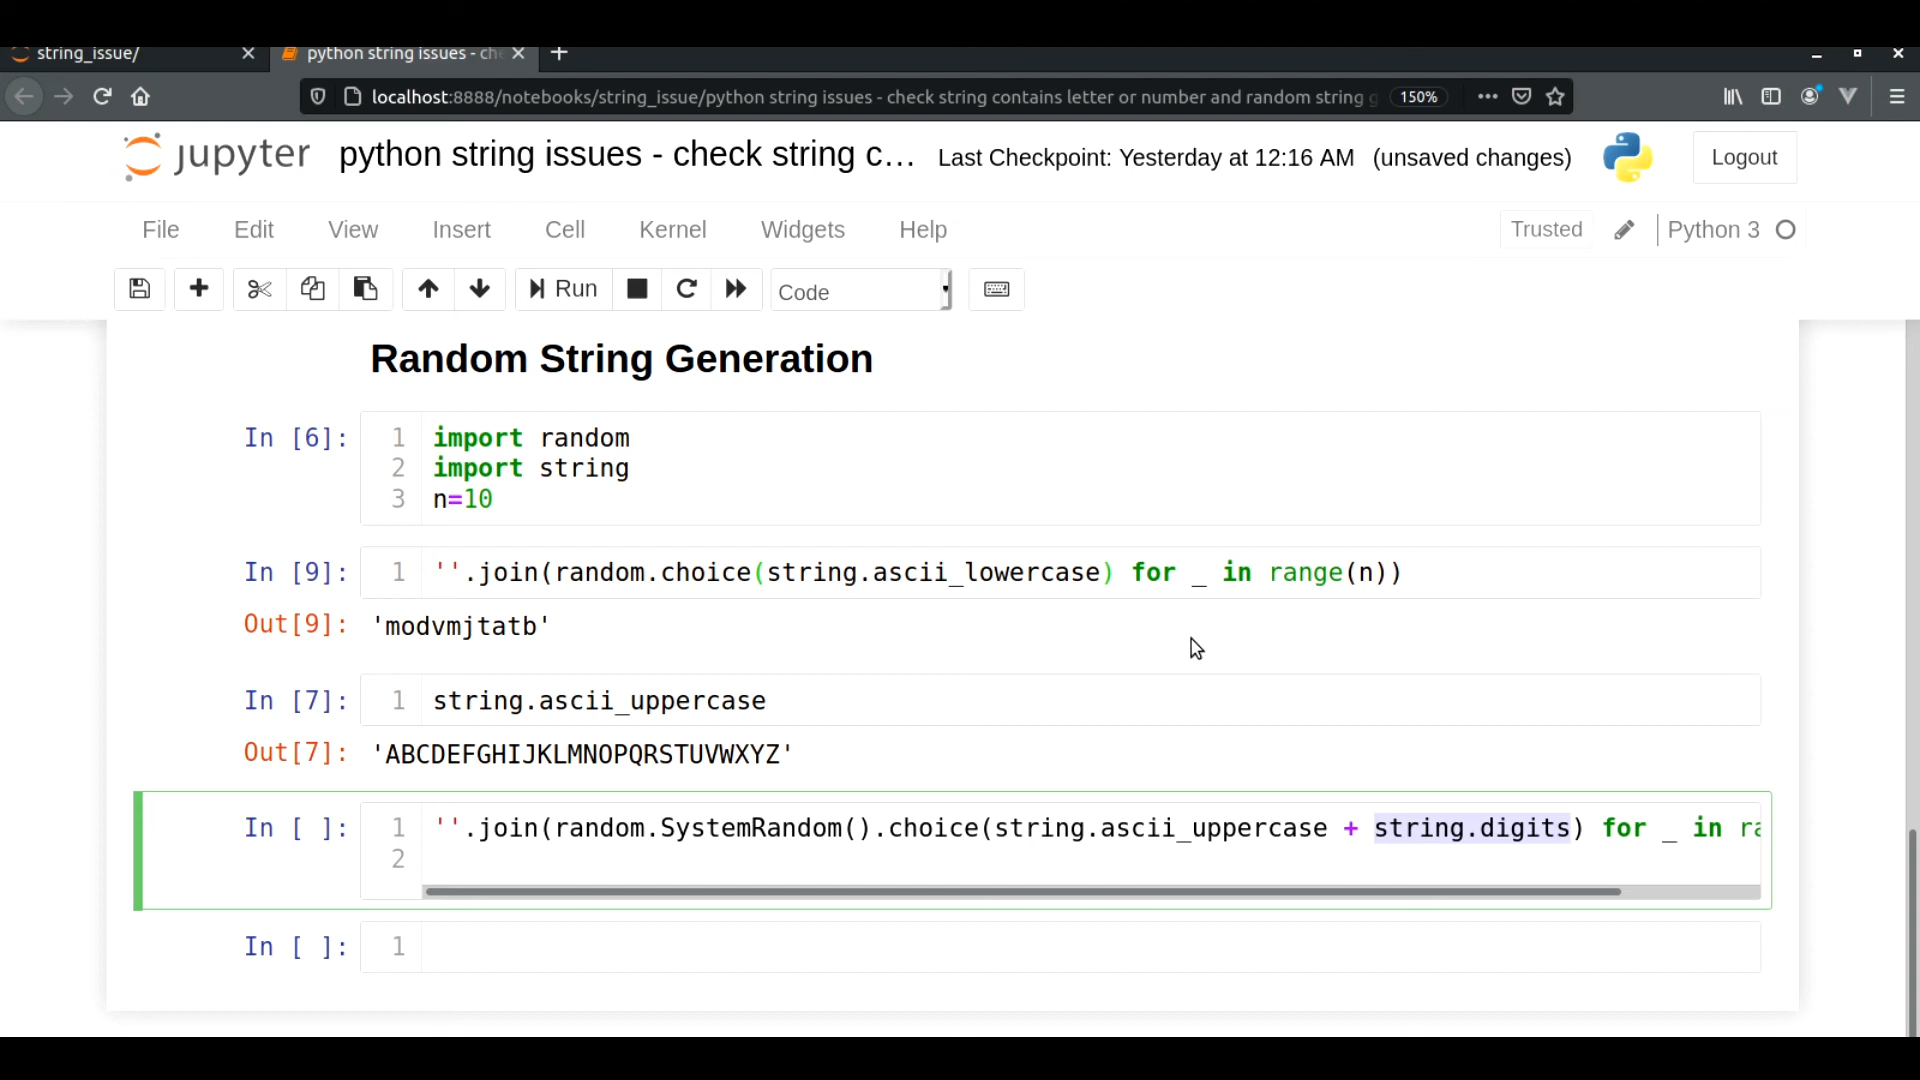 string_issue/
python string issues - ch
localhost:8888/notebooks/string_issue/python string issues - check string contains letter or number and random string g
150%
jupyter
python string issues - check string c...
Last Checkpoint: Yesterday at 12:16 AM (unsaved changes)
Logout
File Edit View Insert Cell Kernel Widgets Help
Trusted
Python 3
Run
Code
Random String Generation
In [6]:
1 import random
2 import string
3 n=10
In [9]:
1 ''.join(random.choice(string.ascii_lowercase) for _ in range(n))
Out[9]: 'modvmjtatb'
In [7]:
1 string.ascii_uppercase
Out[7]: 'ABCDEFGHIJKLMNOPQRSTUVWXYZ'
In [ ]:
1 ''.join(random.SystemRandom().choice(string.ascii_uppercase + string.digits) for _ in ra
2
In [ ]:
1